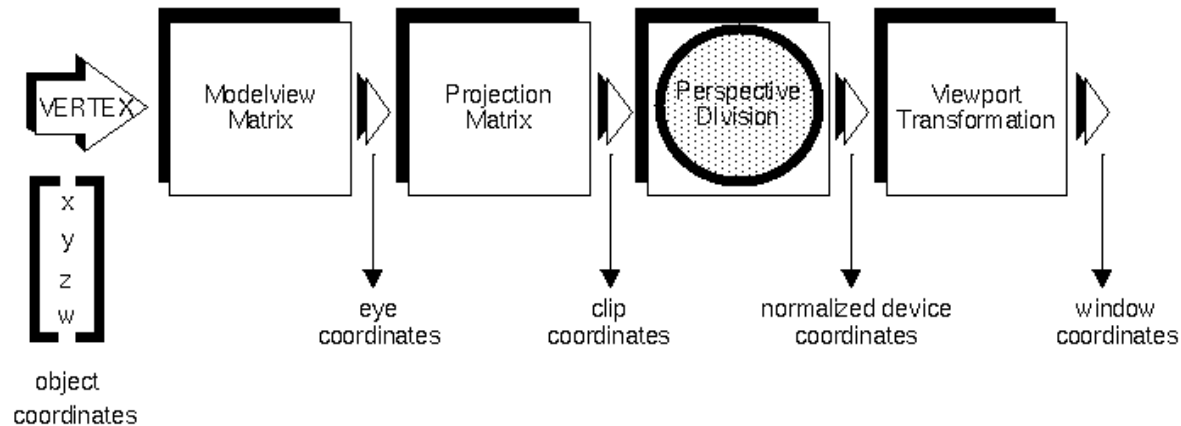 VERTEX
Modelview
Matrix
Projection
Matrix
Perspective
Division
Viewport
Transformation
x
y
z
w
object
coordinates
eye
coordinates
clip
coordinates
normalized device
coordinates
window
coordinates